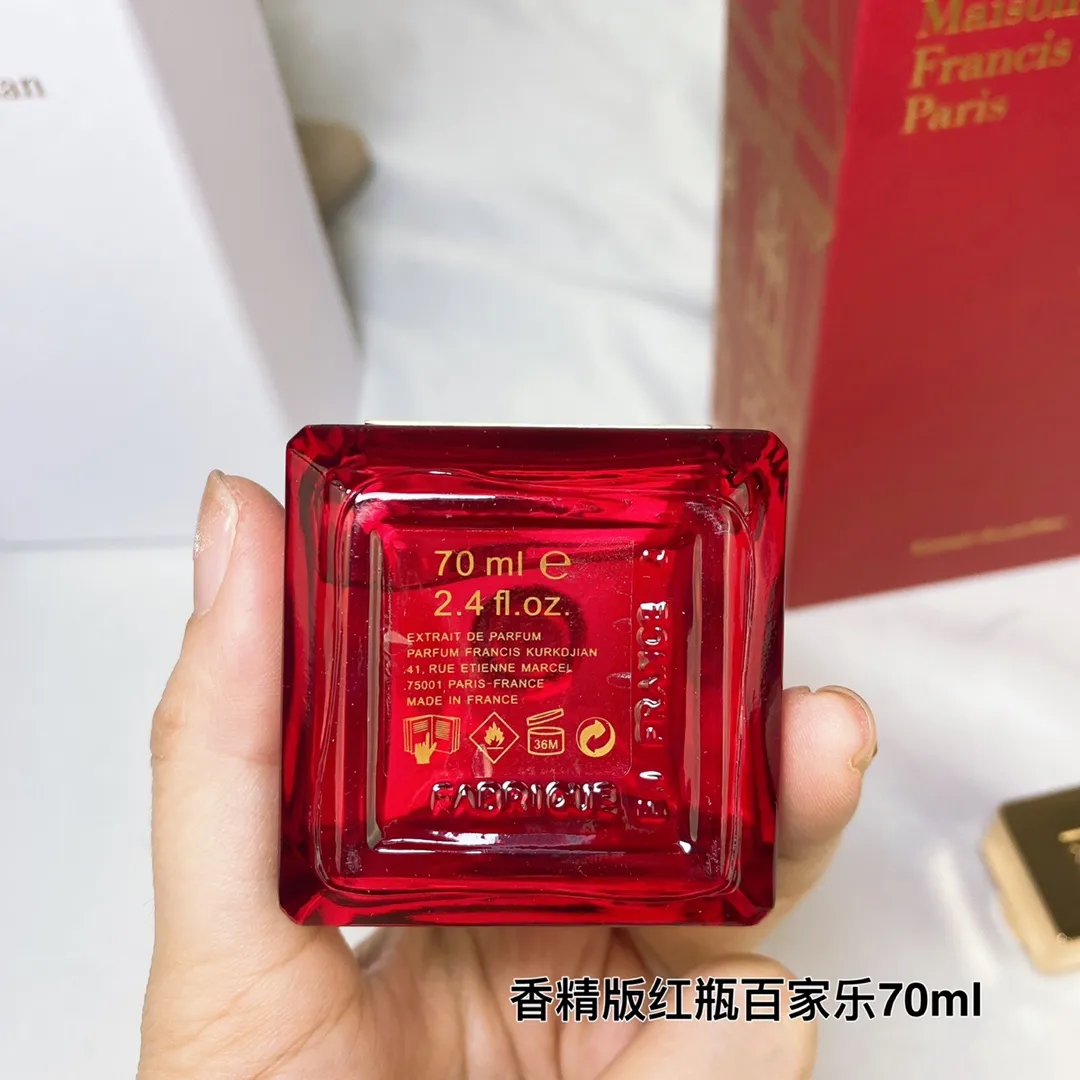 an
Maison
Francis
Paris
70 ml ℮
2.4 fl.oz.
EXTRAIT DE PARFUM
PARFUM FRANCIS KURKDJIAN
41, RUE ETIENNE MARCEL
75001 PARIS-FRANCE
MADE IN FRANCE
36M
FABRIQUE
EN FRANCE
香精版红瓶百家乐70ml